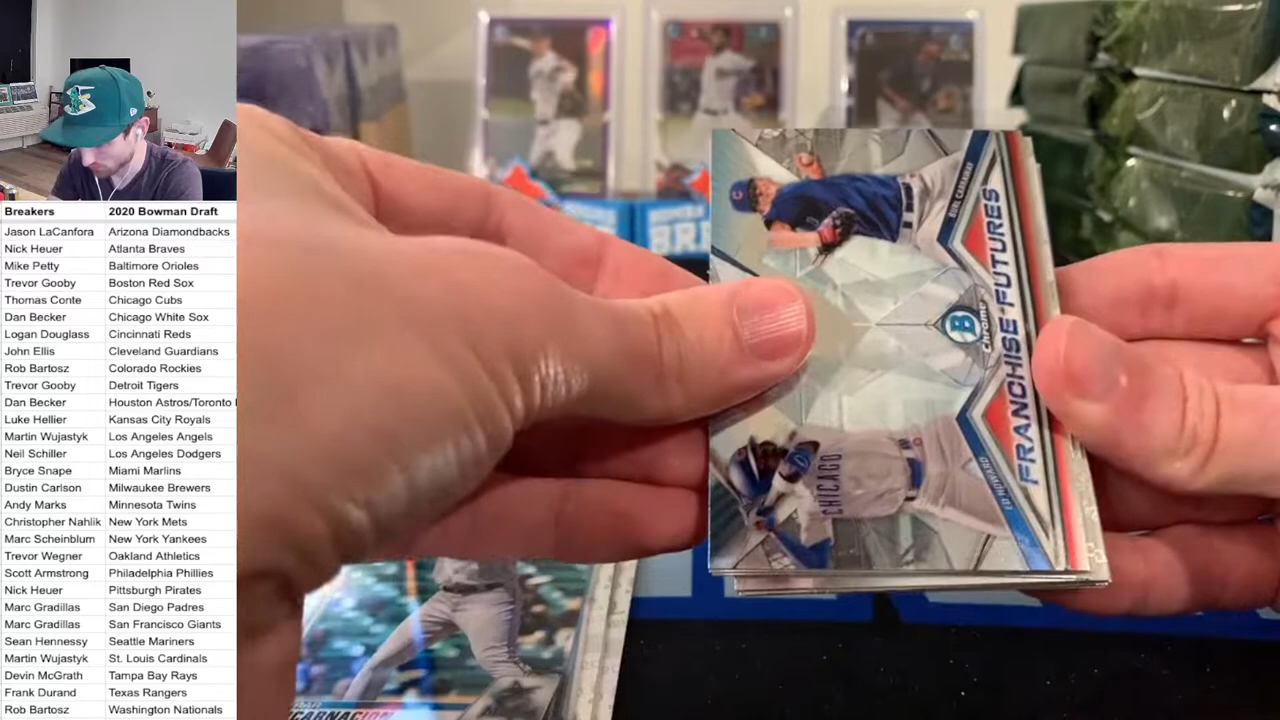 Breakers 2020 Bowman Draft
Jason LaCanfora Arizona Diamondbacks
Nick Heuer Atlanta Braves
Mike Petty Baltimore Orioles
Trevor Gooby Boston Red Sox
Thomas Conte Chicago Cubs
Dan Becker Chicago White Sox
Logan Douglass Cincinnati Reds
John Ellis Cleveland Guardians
Rob Bartosz Colorado Rockies
Trevor Gooby Detroit Tigers
Dan Becker Houston Astros/Toronto
Luke Hellier Kansas City Royals
Martin Wujastyk Los Angeles Angels
Neil Schiller Los Angeles Dodgers
Bryce Snape Miami Marlins
Dustin Carlson Milwaukee Brewers
Andy Marks Minnesota Twins
Christopher Nahlik New York Mets
Marc Scheinblum New York Yankees
Trevor Wegner Oakland Athletics
Scott Armstrong Philadelphia Phillies
Nick Heuer Pittsburgh Pirates
Marc Gradillas San Diego Padres
Marc Gradillas San Francisco Giants
Sean Hennessy Seattle Mariners
Martin Wujastyk St. Louis Cardinals
Devin McGrath Tampa Bay Rays
Frank Durand Texas Rangers
Rob Bartosz Washington Nationals
BURL CARRAWAY
B
Chrome
FRANCHISE FUTURES
ED HOWARD
CHICAGO
CARNACION